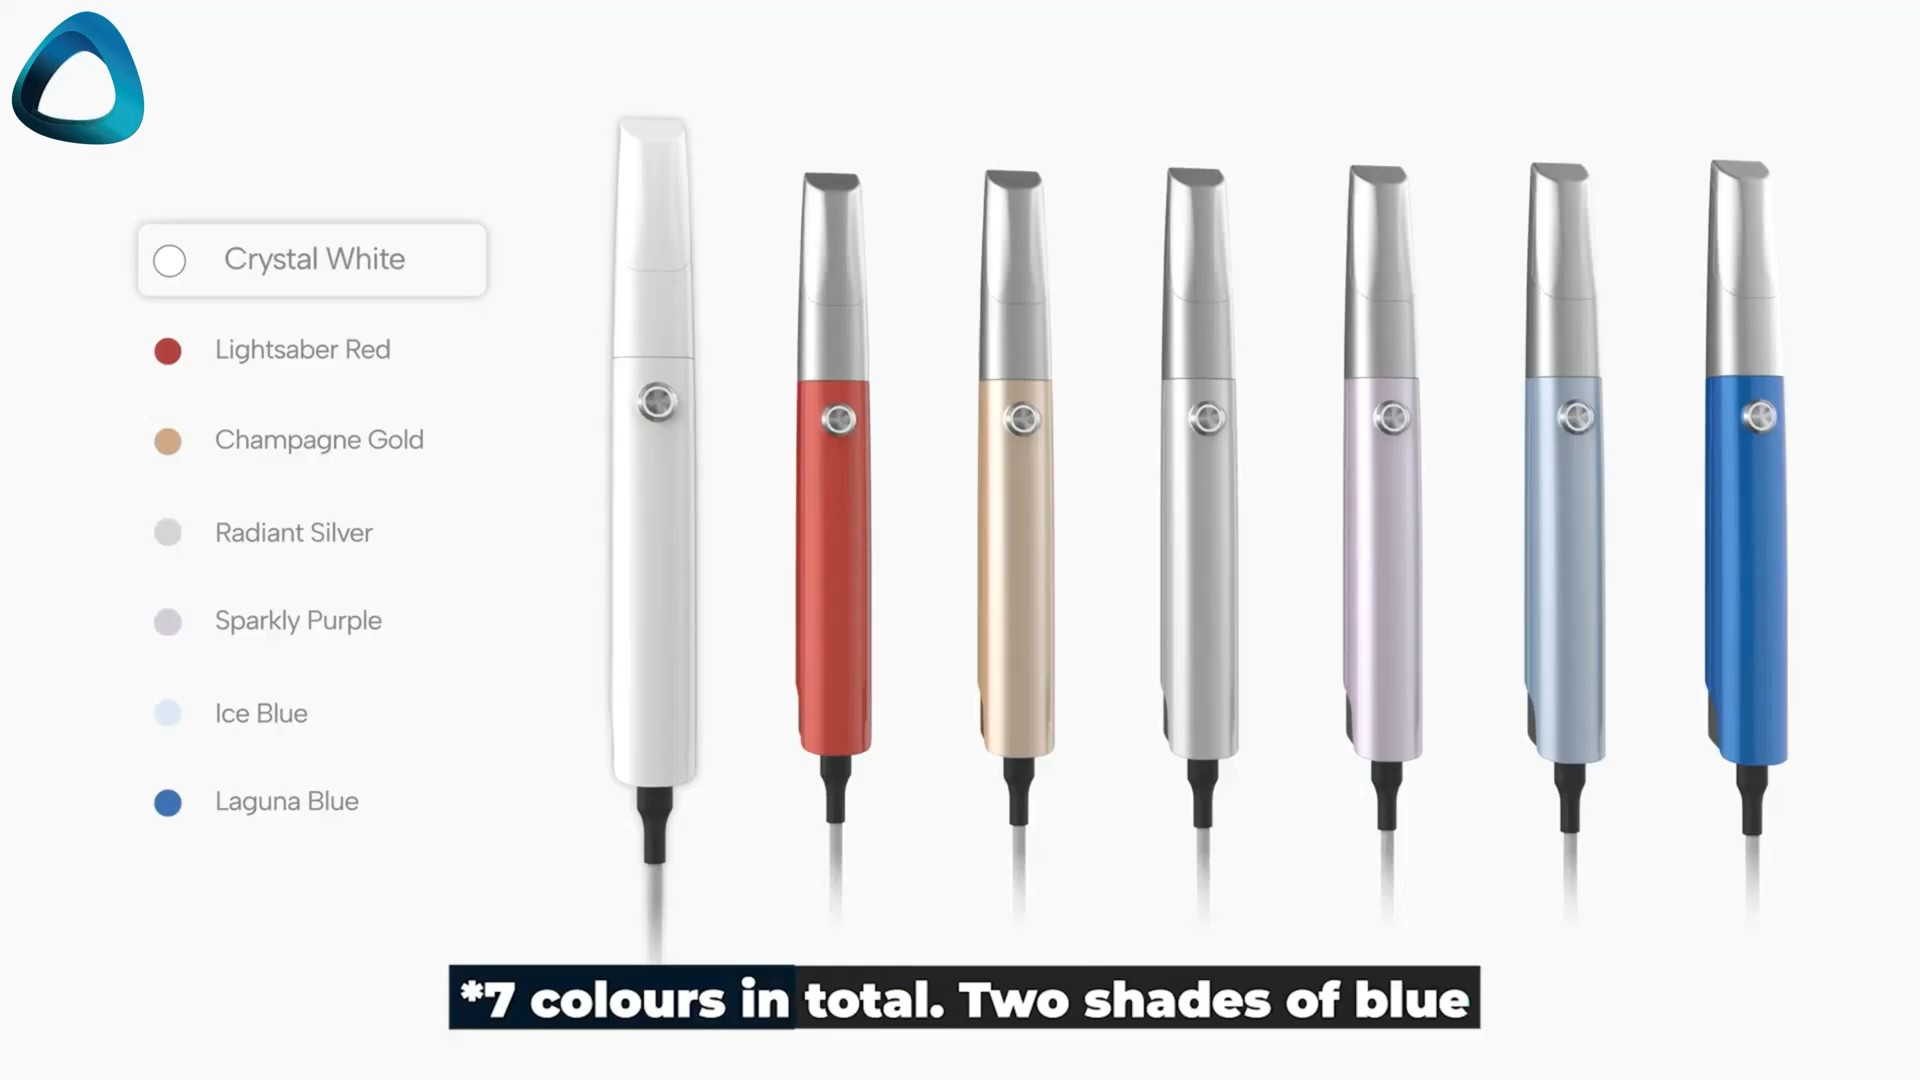 Crystal White
Lightsaber Red
Champagne Gold
Radiant Silver
Sparkly Purple
Ice Blue
Laguna Blue
*7 colours in total. Two shades of blue